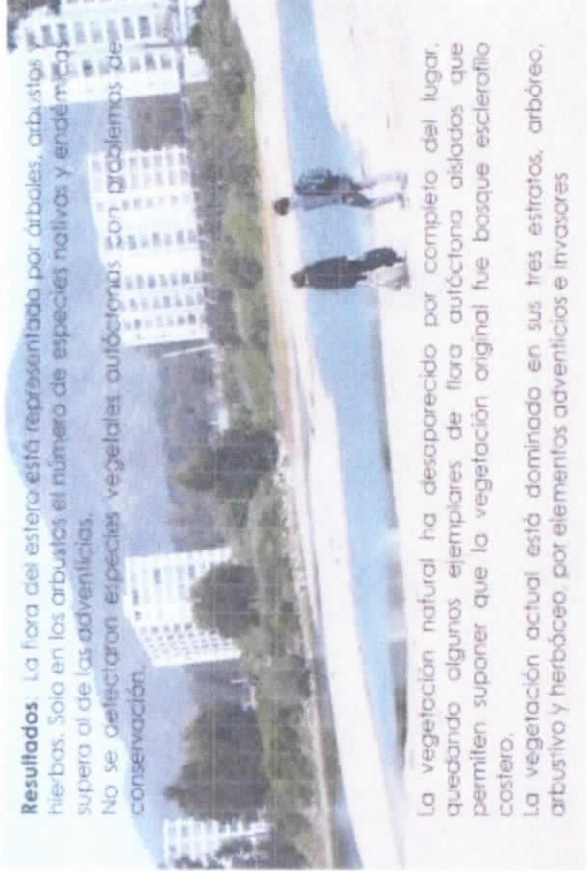 Resultados: La flora del estero está representada por árboles, arbustos y
hierbas. Solo en los arbustos el número de especies nativas y endémicas
supera al de las adventicias.
No se detectaron especies vegetales autóctonas con problemas de
conservación.
La vegetación natural ha desaparecido por completo del lugar,
quedando algunos ejemplares de flora autóctona aislados que
permiten suponer que la vegetación original fue bosque esclerofilo
costero.
La vegetación actual está dominada en sus tres estratos, arbóreo,
arbustivo y herbáceo, por elementos adventicios e invasores